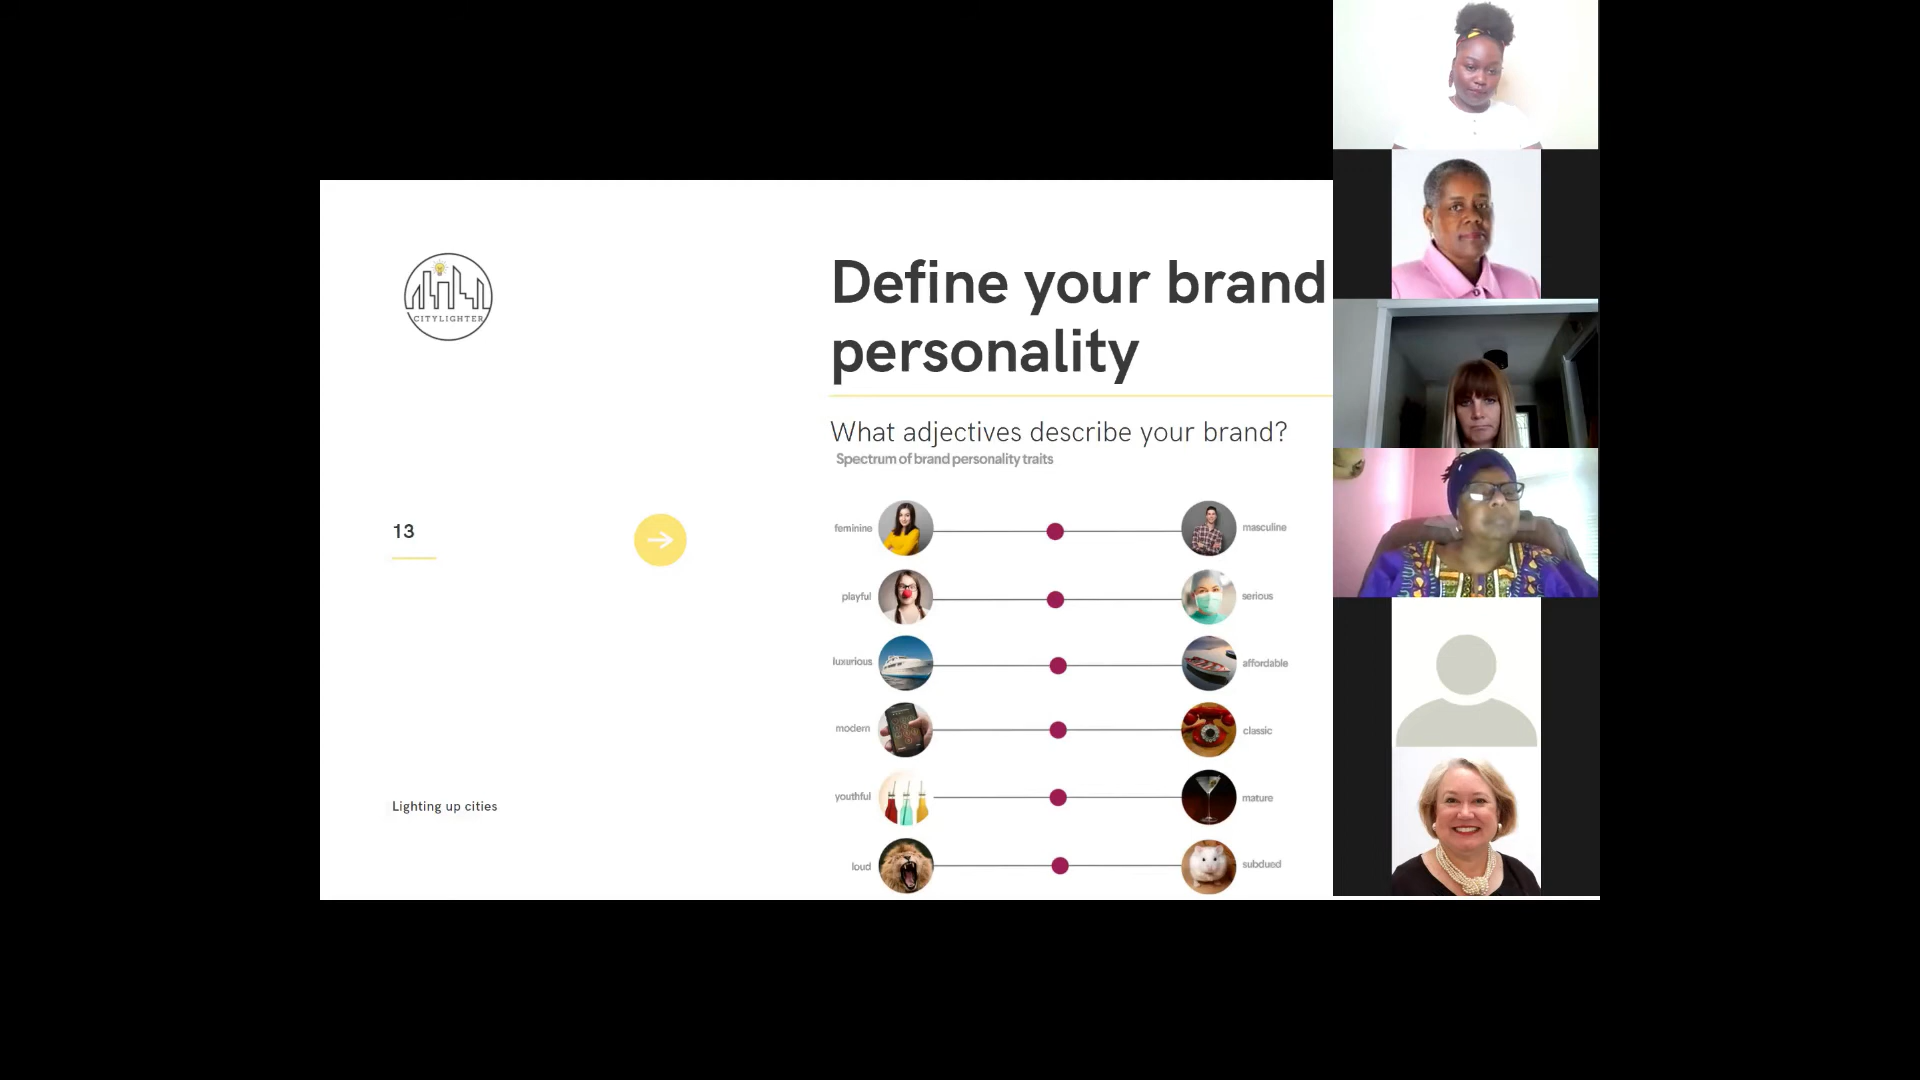 CITYLIGHTER
Define your brand
personality
What adjectives describe your brand?
Spectrum of brand personality traits
feminine
masculine
13
playful
serious
luxurious
affordable
modern
classic
youthful
mature
Lighting up cities
loud
subdued